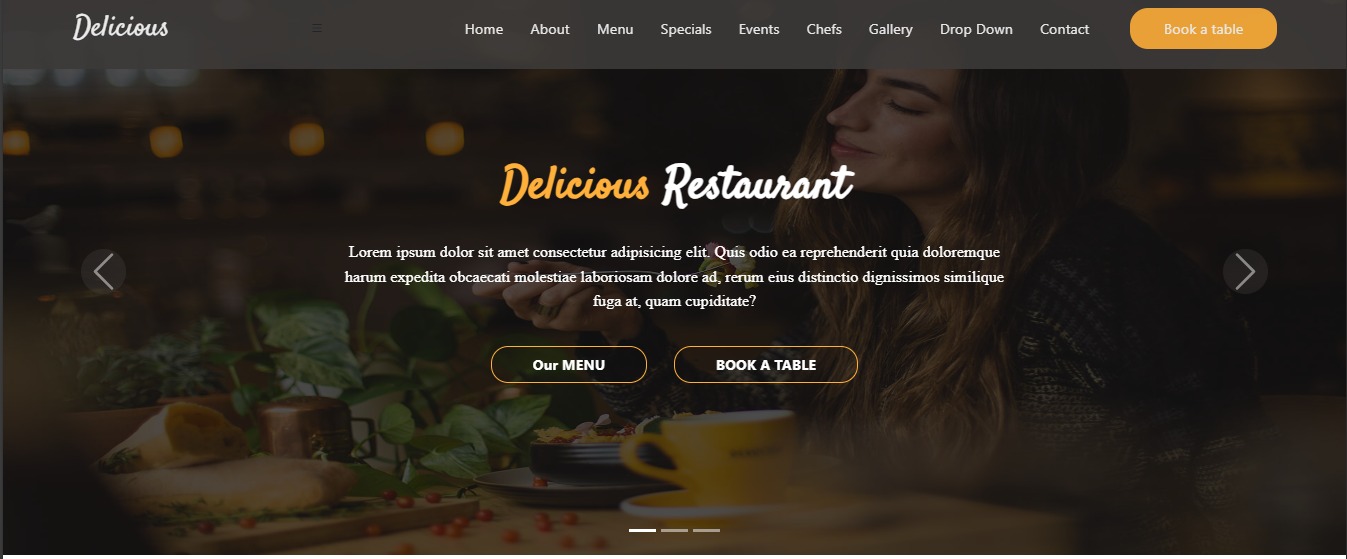 Delicious
Home About Menu Specials Events Chefs Gallery Drop Down Contact Book a table
Delicious Restaurant
Lorem ipsum dolor sit amet consectetur adipisicing elit. Quis odio ea reprehenderit quia doloremque
harum expedita obcaecati molestiae laboriosam dolore ad, rerum eius distinctio dignissimos similique
fuga at, quam cupiditate?
Our MENU BOOK A TABLE